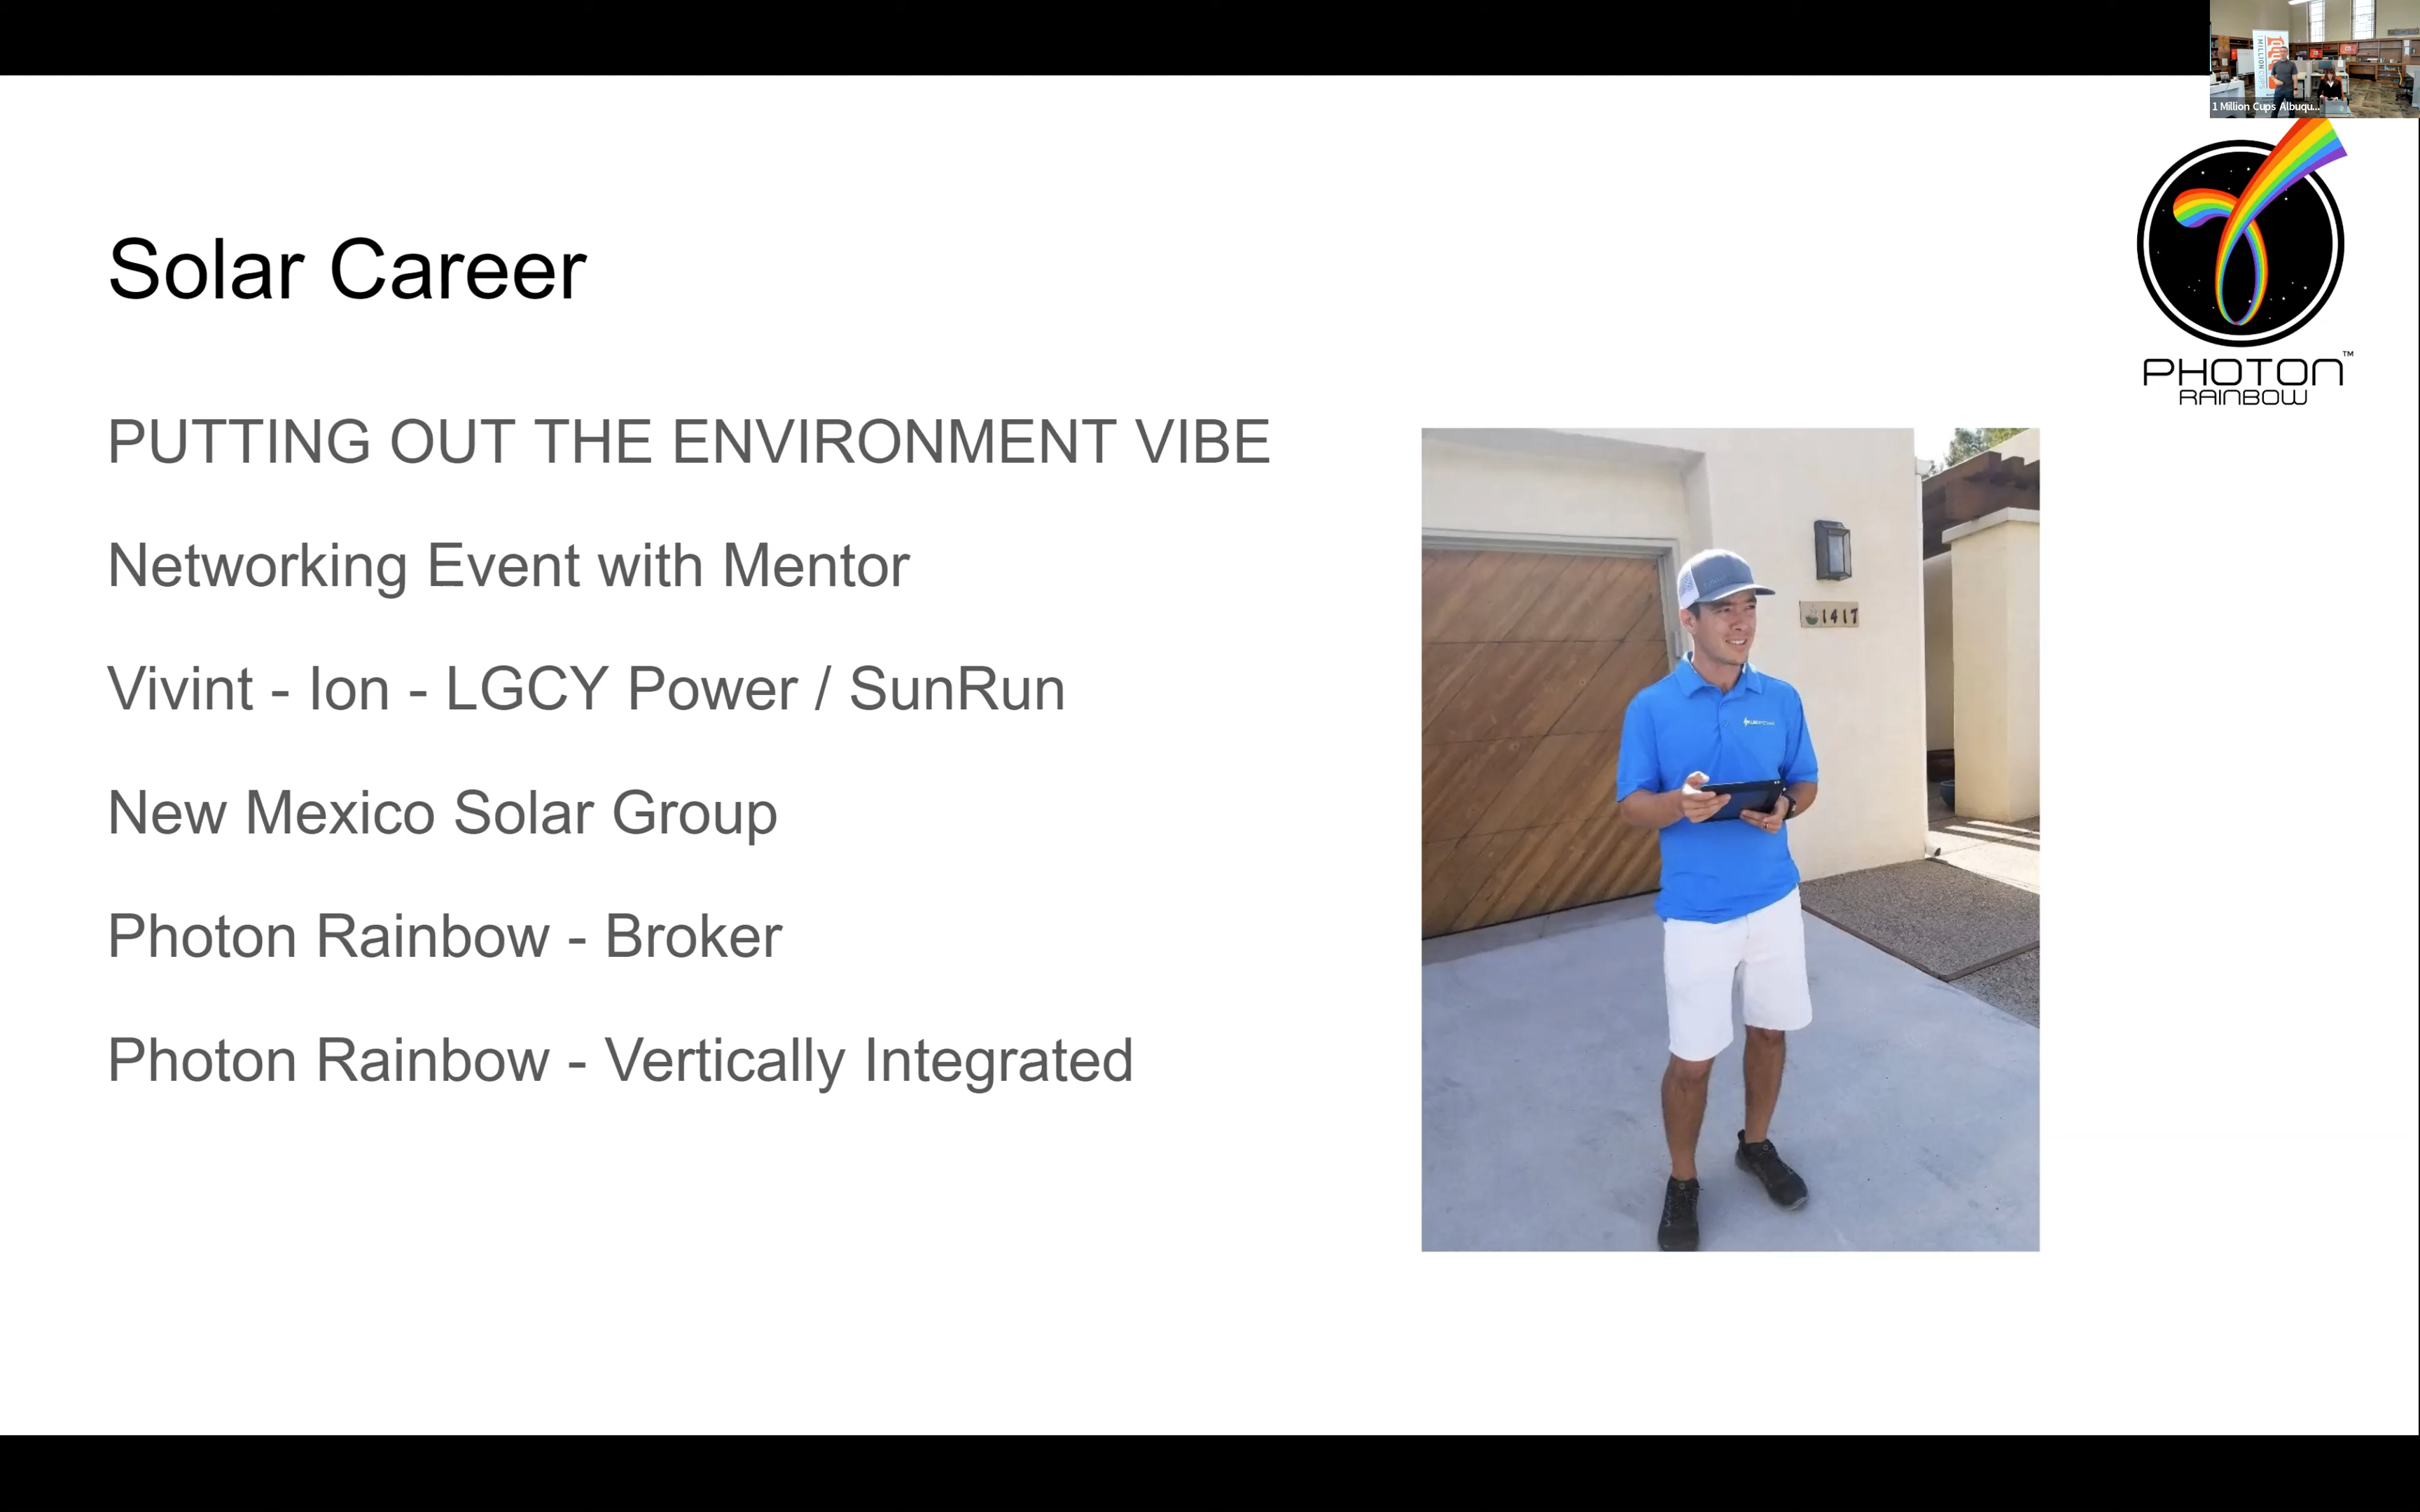 1 Million Cups Albuqu...
Solar Career
PHOTON™
RAINBOW
PUTTING OUT THE ENVIRONMENT VIBE
Networking Event with Mentor
Vivint - Ion - LGCY Power / SunRun
New Mexico Solar Group
Photon Rainbow - Broker
Photon Rainbow - Vertically Integrated
1417